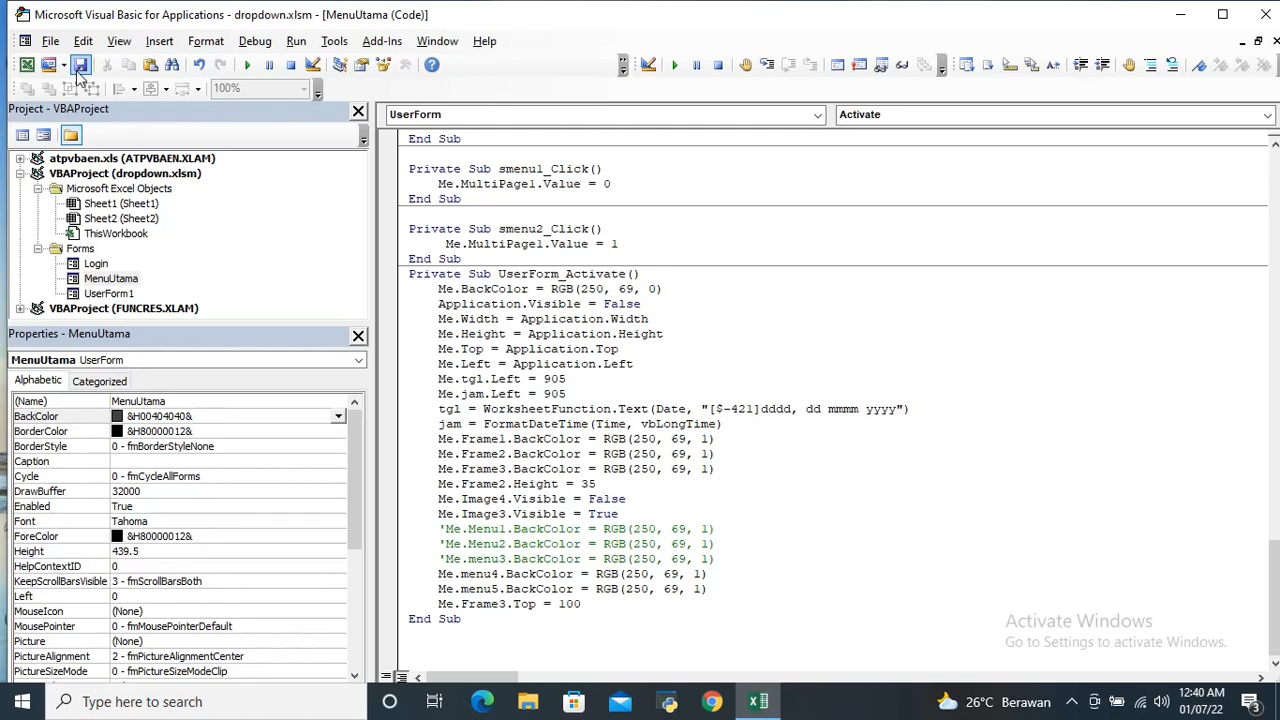 Microsoft Visual Basic for Applications - dropdown.xlsm - [MenuUtama (Code)]
File Edit View Insert Format Debug Run Tools Add-Ins Window Help
100%
Project - VBAProject
UserForm
Activate
atpvbaen.xls (ATPVBAEN.XLAM)
VBAProject (dropdown.xlsm)
Microsoft Excel Objects
Sheet1 (Sheet1)
Sheet2 (Sheet2)
ThisWorkbook
Forms
Login
MenuUtama
UserForm1
VBAProject (FUNCRES.XLAM)
Properties - MenuUtama
MenuUtama UserForm
Alphabetic Categorized
(Name) MenuUtama
BackColor &H00404040&
BorderColor &H80000012&
BorderStyle 0 - fmBorderStyleNone
Caption
Cycle 0 - fmCycleAllForms
DrawBuffer 32000
Enabled True
Font Tahoma
ForeColor &H80000012&
Height 439.5
HelpContextID 0
KeepScrollBarsVisible 3 - fmScrollBarsBoth
Left 0
MouseIcon (None)
MousePointer 0 - fmMousePointerDefault
Picture (None)
PictureAlignment 2 - fmPictureAlignmentCenter
PictureSizeMode 0 - fmPictureSizeModeClip
End Sub
Private Sub smenu1_Click()
Me.MultiPage1.Value = 0
End Sub
Private Sub smenu2_Click()
Me.MultiPage1.Value = 1
End Sub
Private Sub UserForm_Activate()
Me.BackColor = RGB(250, 69, 0)
Application.Visible = False
Me.Width = Application.Width
Me.Height = Application.Height
Me.Top = Application.Top
Me.Left = Application.Left
Me.tgl.Left = 905
Me.jam.Left = 905
tgl = WorksheetFunction.Text(Date, "[$-421]dddd, dd mmmm yyyy")
jam = FormatDateTime(Time, vbLongTime)
Me.Frame1.BackColor = RGB(250, 69, 1)
Me.Frame2.BackColor = RGB(250, 69, 1)
Me.Frame3.BackColor = RGB(250, 69, 1)
Me.Frame2.Height = 35
Me.Image4.Visible = False
Me.Image3.Visible = True
'Me.Menu1.BackColor = RGB(250, 69, 1)
'Me.Menu2.BackColor = RGB(250, 69, 1)
'Me.menu3.BackColor = RGB(250, 69, 1)
Me.menu4.BackColor = RGB(250, 69, 1)
Me.menu5.BackColor = RGB(250, 69, 1)
Me.Frame3.Top = 100
End Sub
Activate Windows
Go to Settings to activate Windows.
Type here to search
26°C Berawan
12:40 AM
01/07/22
3